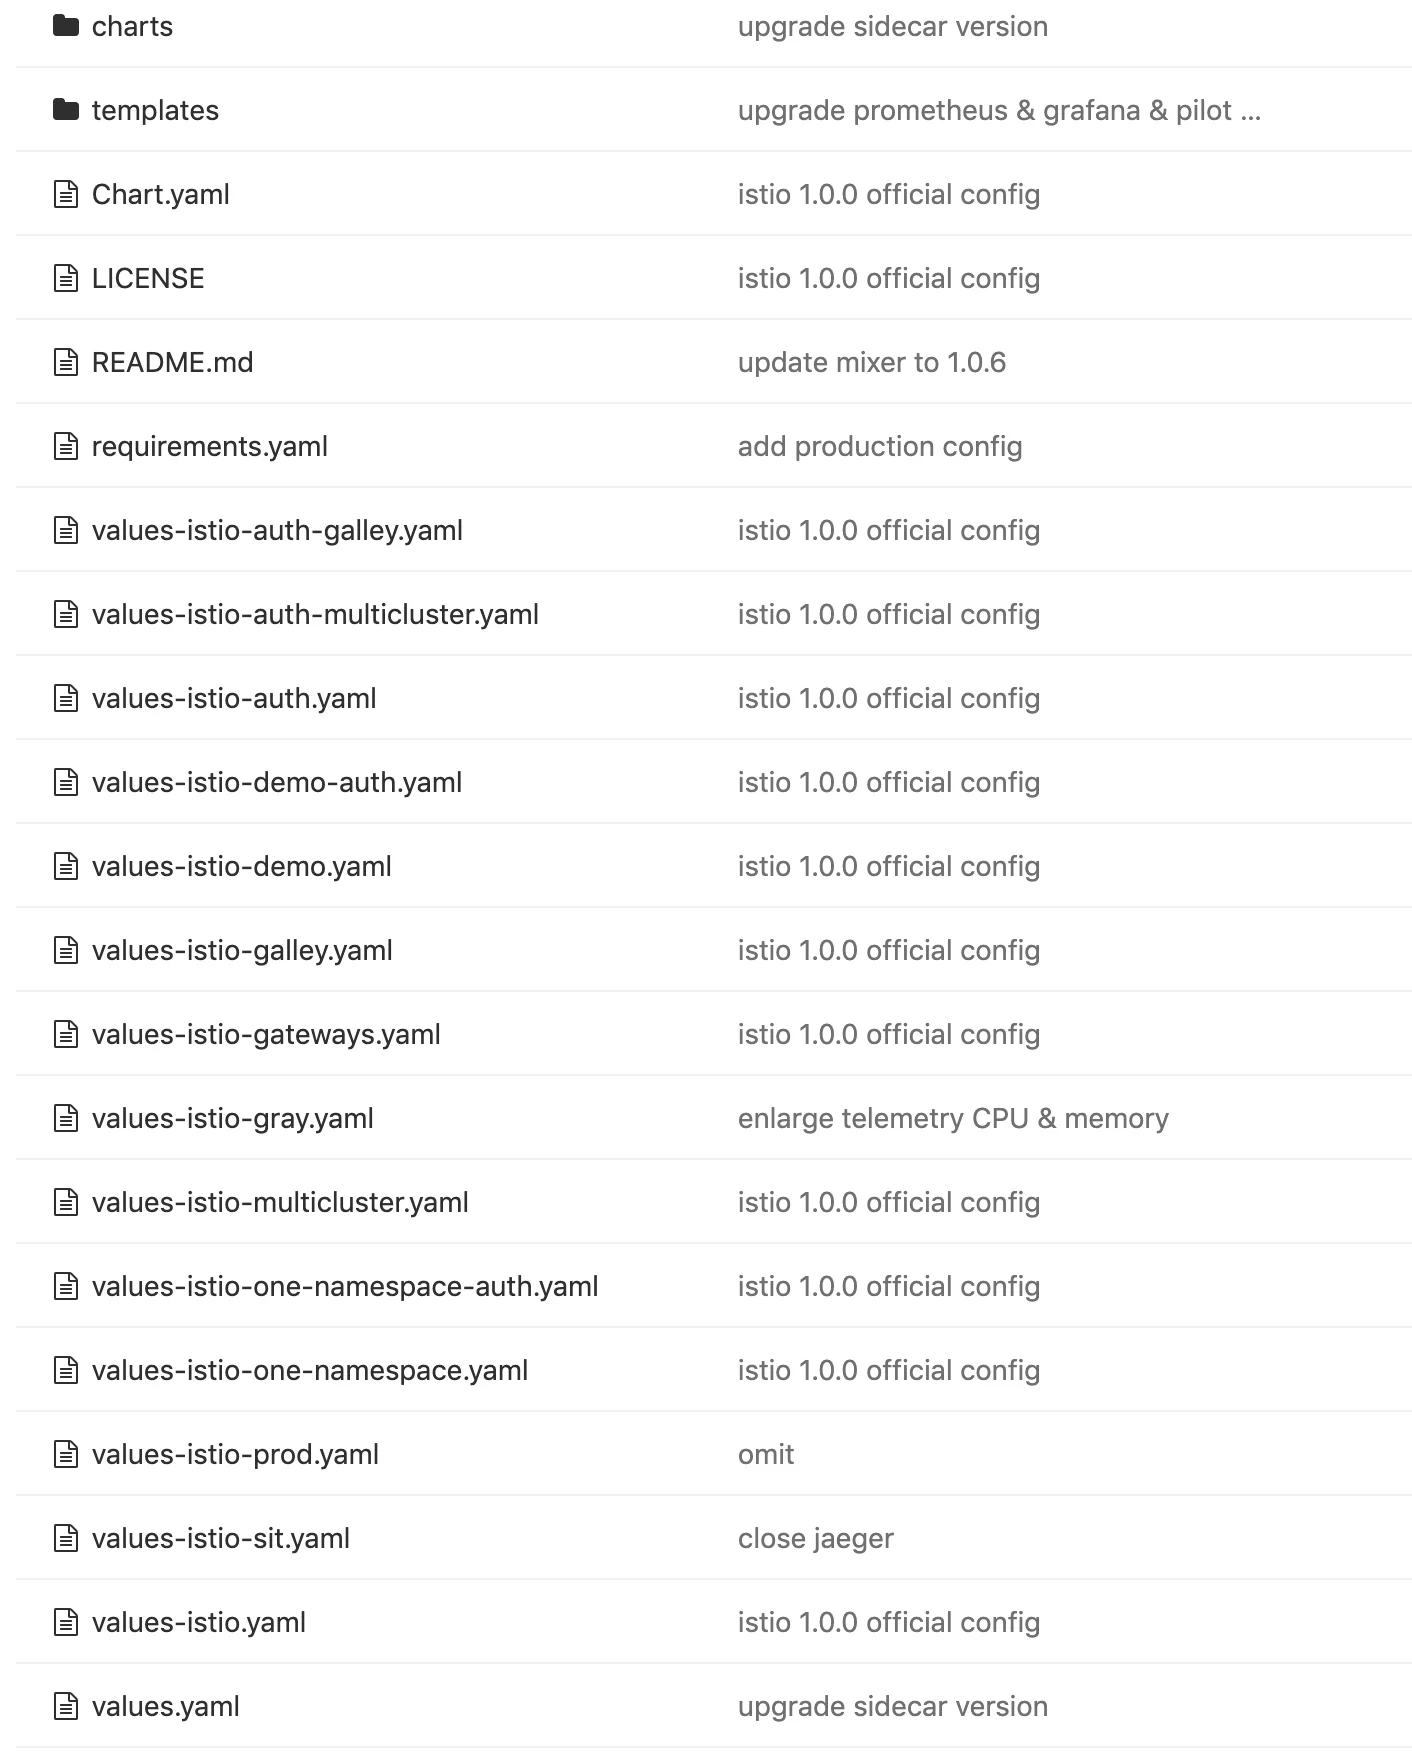 charts upgrade sidecar version
templates upgrade prometheus & grafana & pilot ...
Chart.yaml istio 1.0.0 official config
LICENSE istio 1.0.0 official config
README.md update mixer to 1.0.6
requirements.yaml add production config
values-istio-auth-galley.yaml istio 1.0.0 official config
values-istio-auth-multicluster.yaml istio 1.0.0 official config
values-istio-auth.yaml istio 1.0.0 official config
values-istio-demo-auth.yaml istio 1.0.0 official config
values-istio-demo.yaml istio 1.0.0 official config
values-istio-galley.yaml istio 1.0.0 official config
values-istio-gateways.yaml istio 1.0.0 official config
values-istio-gray.yaml enlarge telemetry CPU & memory
values-istio-multicluster.yaml istio 1.0.0 official config
values-istio-one-namespace-auth.yaml istio 1.0.0 official config
values-istio-one-namespace.yaml istio 1.0.0 official config
values-istio-prod.yaml omit
values-istio-sit.yaml close jaeger
values-istio.yaml istio 1.0.0 official config
values.yaml upgrade sidecar version